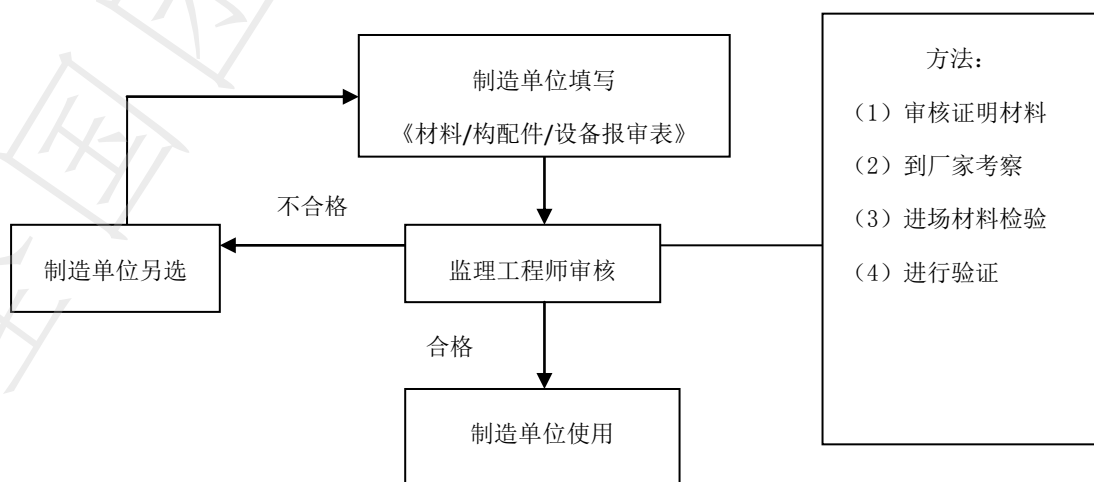 制造单位填写
《材料/构配件/设备报审表》
不合格
制造单位另选
监理工程师审核
合格
制造单位使用
方法：
（1）审核证明材料
（2）到厂家考察
（3）进场材料检验
（4）进行验证